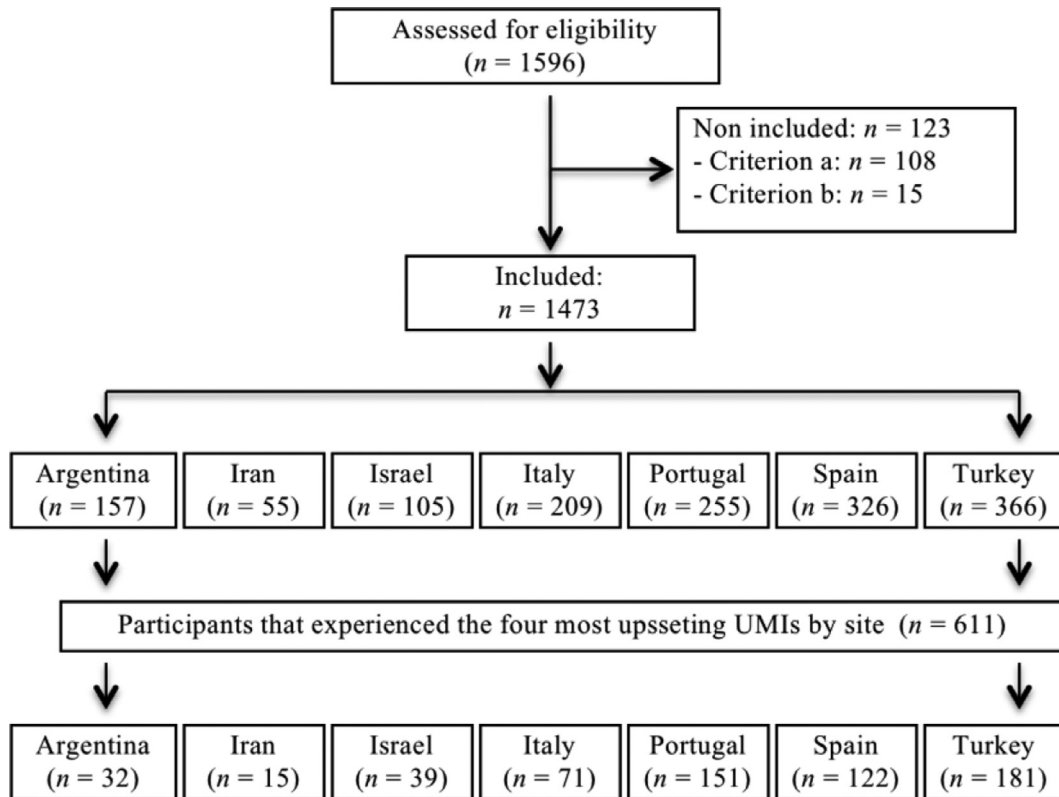 Assessed for eligibility
(n = 1596)
Non included: n = 123
- Criterion a: n = 108
- Criterion b: n = 15
Included:
n = 1473
Argentina
(n = 157)
Iran
(n = 55)
Israel
(n = 105)
Italy
(n = 209)
Portugal
(n = 255)
Spain
(n = 326)
Turkey
(n = 366)
Participants that experienced the four most upsseting UMIs by site (n = 611)
Argentina
(n = 32)
Iran
(n = 15)
Israel
(n = 39)
Italy
(n = 71)
Portugal
(n = 151)
Spain
(n = 122)
Turkey
(n = 181)